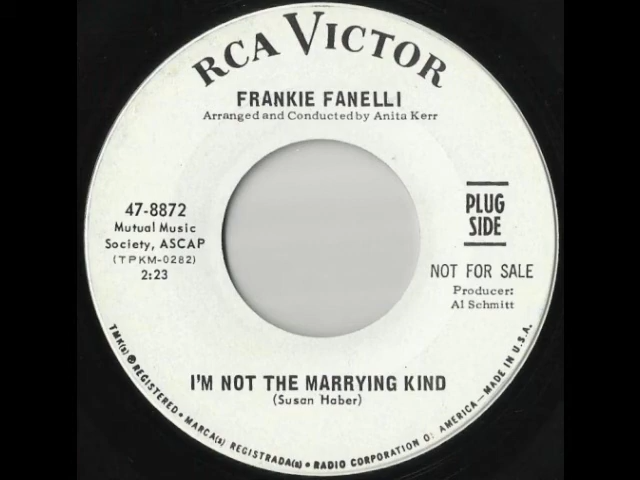 RCA VICTOR
FRANKIE FANELLI
Arranged and Conducted by Anita Kerr
47-8872
Mutual Music
Society, ASCAP
(TPKM-0282)
2:23
PLUG
SIDE
NOT FOR SALE
Producer:
Al Schmitt
I'M NOT THE MARRYING KIND
(Susan Haber)
TMK(s) ® REGISTERED • MARCA(s) REGISTRADA(s) • RADIO CORPORATION OF AMERICA—MADE IN U.S.A.